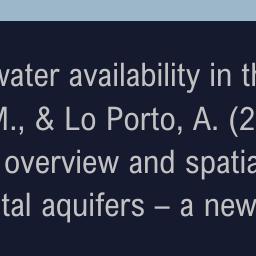 water availability in th
M., & Lo Porto, A. (2
overview and spatia
tal aquifers – a new